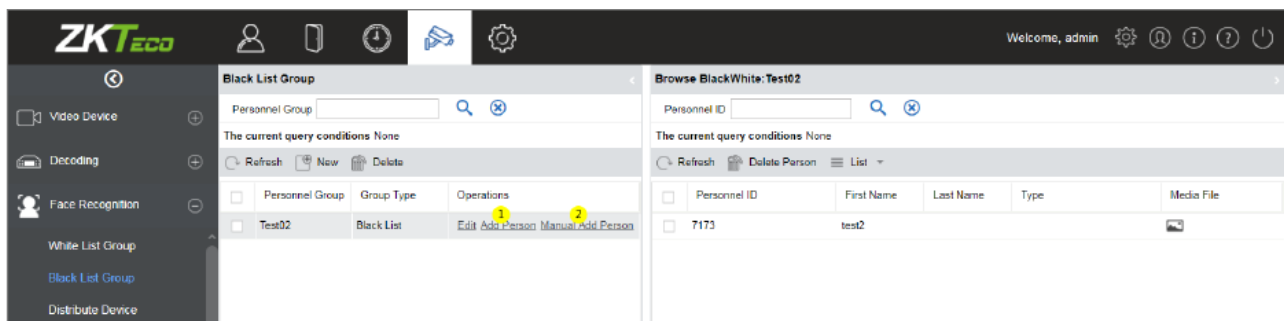 ZKTECO
Welcome, admin
Video Device
Decoding
Face Recognition
White List Group
Black List Group
Distribute Device
Black List Group
Personnel Group
The current query conditions None
Refresh New Delete
Personnel Group Group Type Operations
1 2
Test02 Black List Edit Add Person Manual Add Person
Browse BlackWhite:Test02
Personnel ID
The current query conditions None
Refresh Delete Person List
Personnel ID First Name Last Name Type Media File
7173 test2